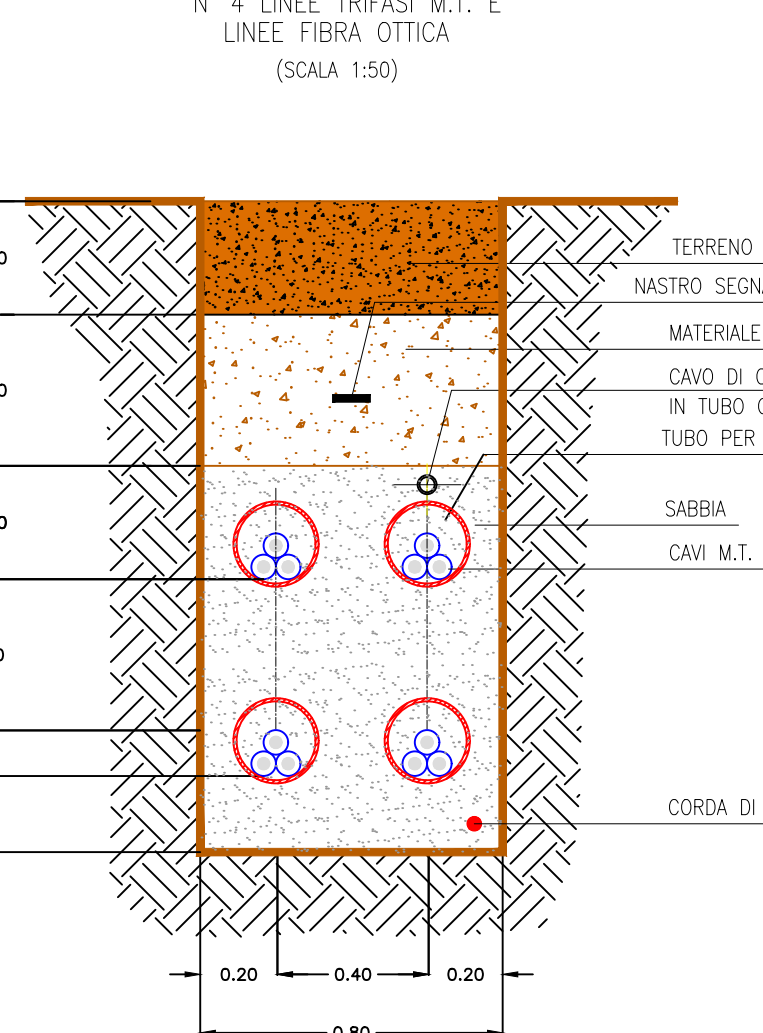 N° 4 LINEE TRIFASI M.T. E
LINEE FIBRA OTTICA
(SCALA 1:50)
TERRENO
NASTRO SEGNA
MATERIALE
CAVO DI
IN TUBO
TUBO PER
SABBIA
CAVI M.T.
CORDA DI
0.20
0.40
0.20
0.80